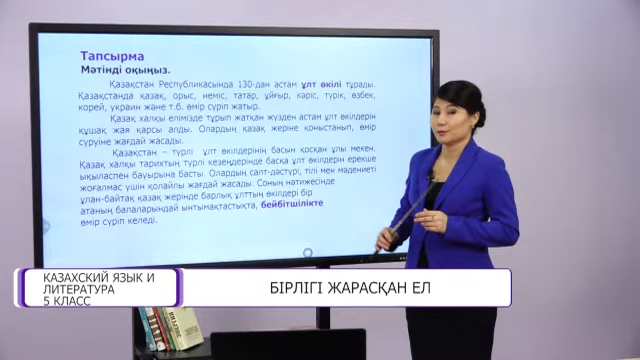 Тапсырма
Мәтінді оқыңыз.
Қазақстан Республикасында 130-дан астам ұлт өкілі тұрады.
Қазақстанда қазақ, орыс, неміс, татар, ұйғыр, кәріс, түрік, өзбек,
корей, украин және т.б. өмір сүріп жатыр.
Қазақ халқы елімізде тұрып жатқан жүзден астам ұлт өкілдерін
құшақ жая қарсы алды. Олардың қазақ жеріне қоныстанып, өмір
сүруіне жағдай жасады.
Қазақстан – түрлі ұлт өкілдерінің басын қосқан ұлы мекен.
Қазақ халқы тарихтың түрлі кезеңдерінде басқа ұлт өкілдерін ерекше
ықыласпен бауырына басты. Олардың салт-дәстүрі, тілі мен мәдениеті
жоғалмас үшін қолайлы жағдай жасады. Соның нәтижесінде
ұлан-байтақ қазақ жерінде барлық ұлттың өкілдері бір
атаның балаларындай ынтымақтастықта, бейбітшілікте
өмір сүріп келеді.
КАЗАХСКИЙ ЯЗЫК И
ЛИТЕРАТУРА
5 КЛАСС
БІРЛІГІ ЖАРАСҚАН ЕЛ